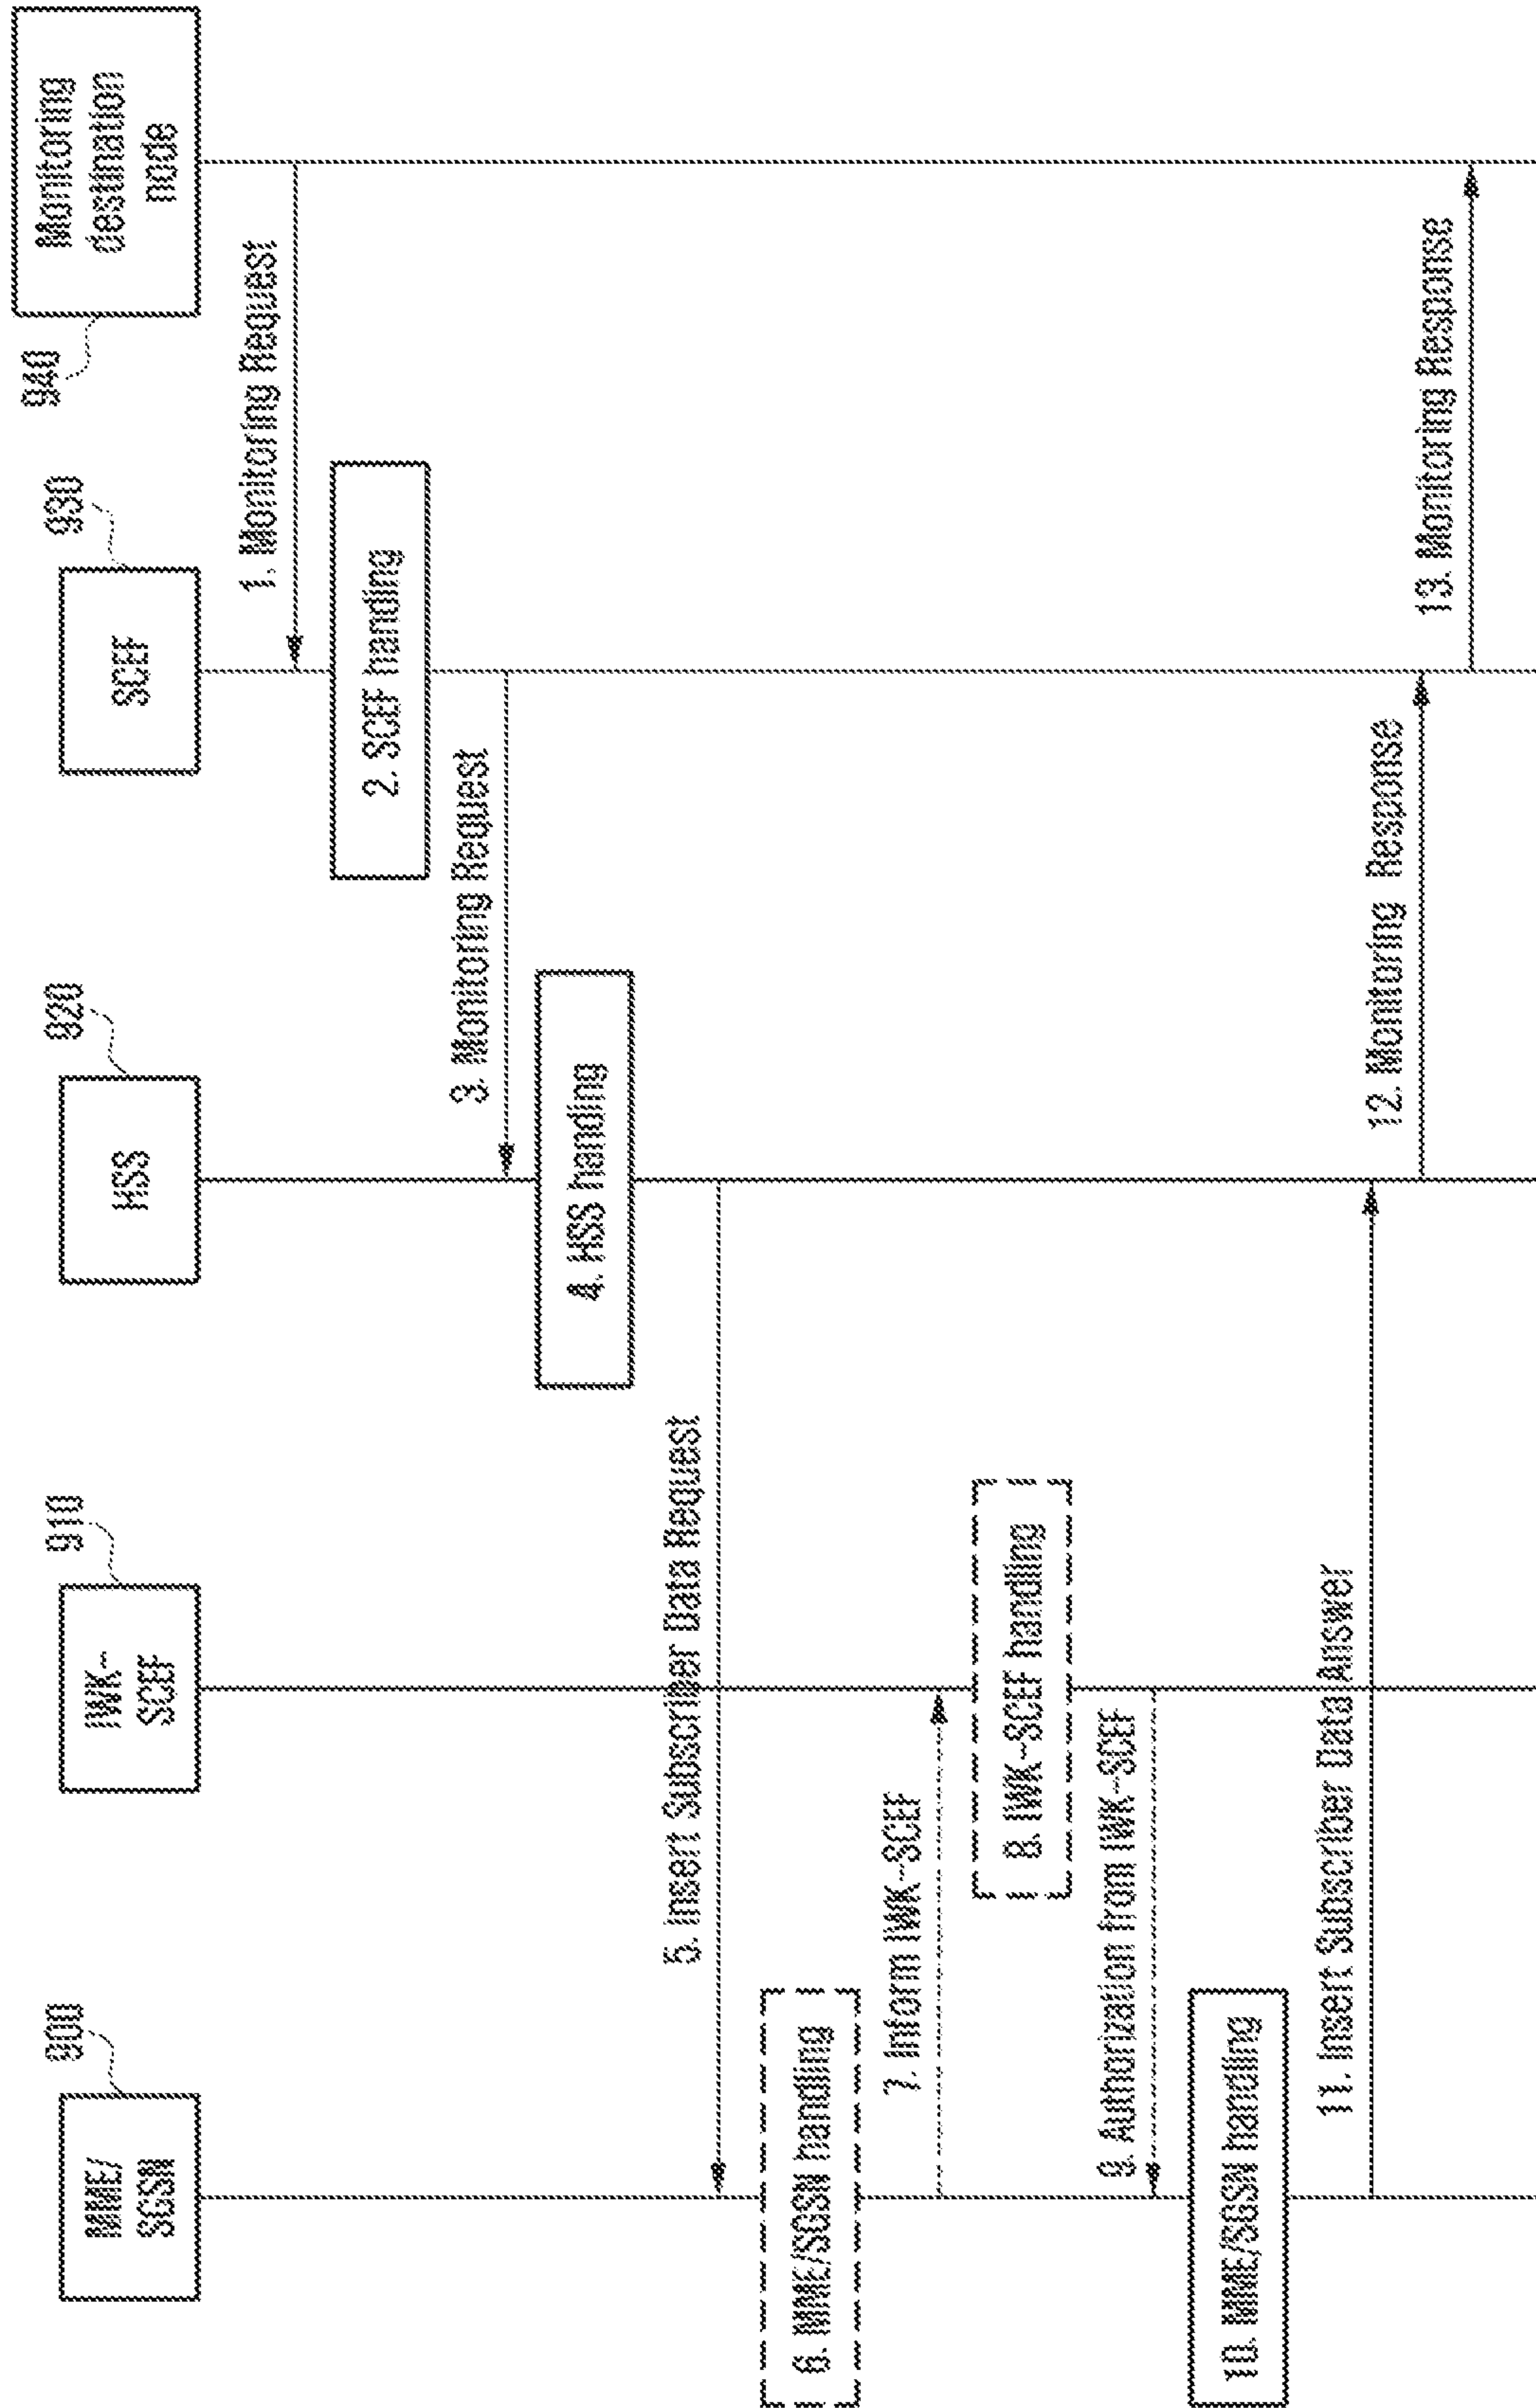 900
MME/
SGSN
910
IWK-
SCEF
920
HSS
930
SCEF
940
Monitoring
destination
node
1. Monitoring Request
2. SCEF handing
3. Monitoring Request
4. HSS handing
5. Insert Subscriber Data Request
6. MME/SGSN handling
7. Inform IWK-SCEF
8. IWK-SCEF handling
9. Authorization from IWK-SCEF
10. MME/SGSN handling
11. Insert Subscriber Data Answer
12. Monitoring Response
13. Monitoring Response